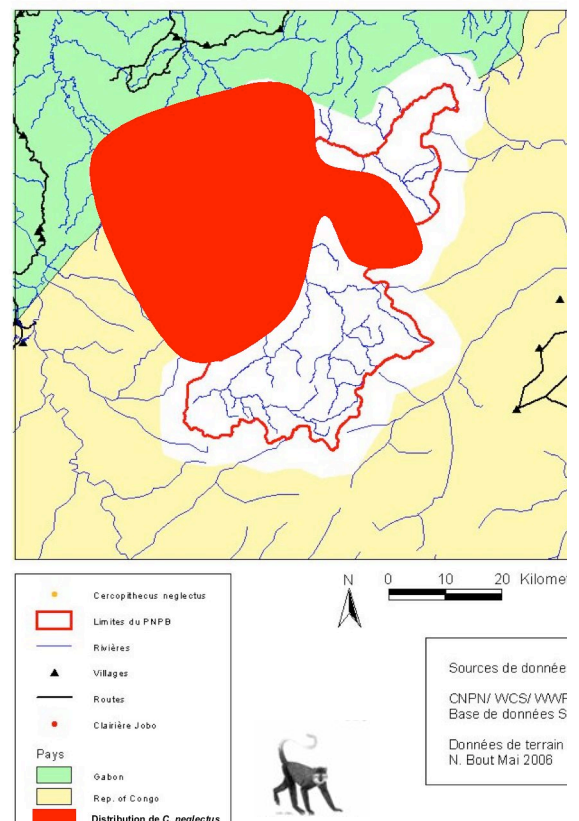 N
0 10 20 Kilomet
Cercopithecus neglectus
Limites du PNPB
Rivières
Villages
Routes
Clairière Jobo
Pays
Gabon
Rep. of Congo
Distribution de C. neglectus
Sources de donnée
CNPN/ WCS/ WWF
Base de données S
Données de terrain
N. Bout Mai 2006